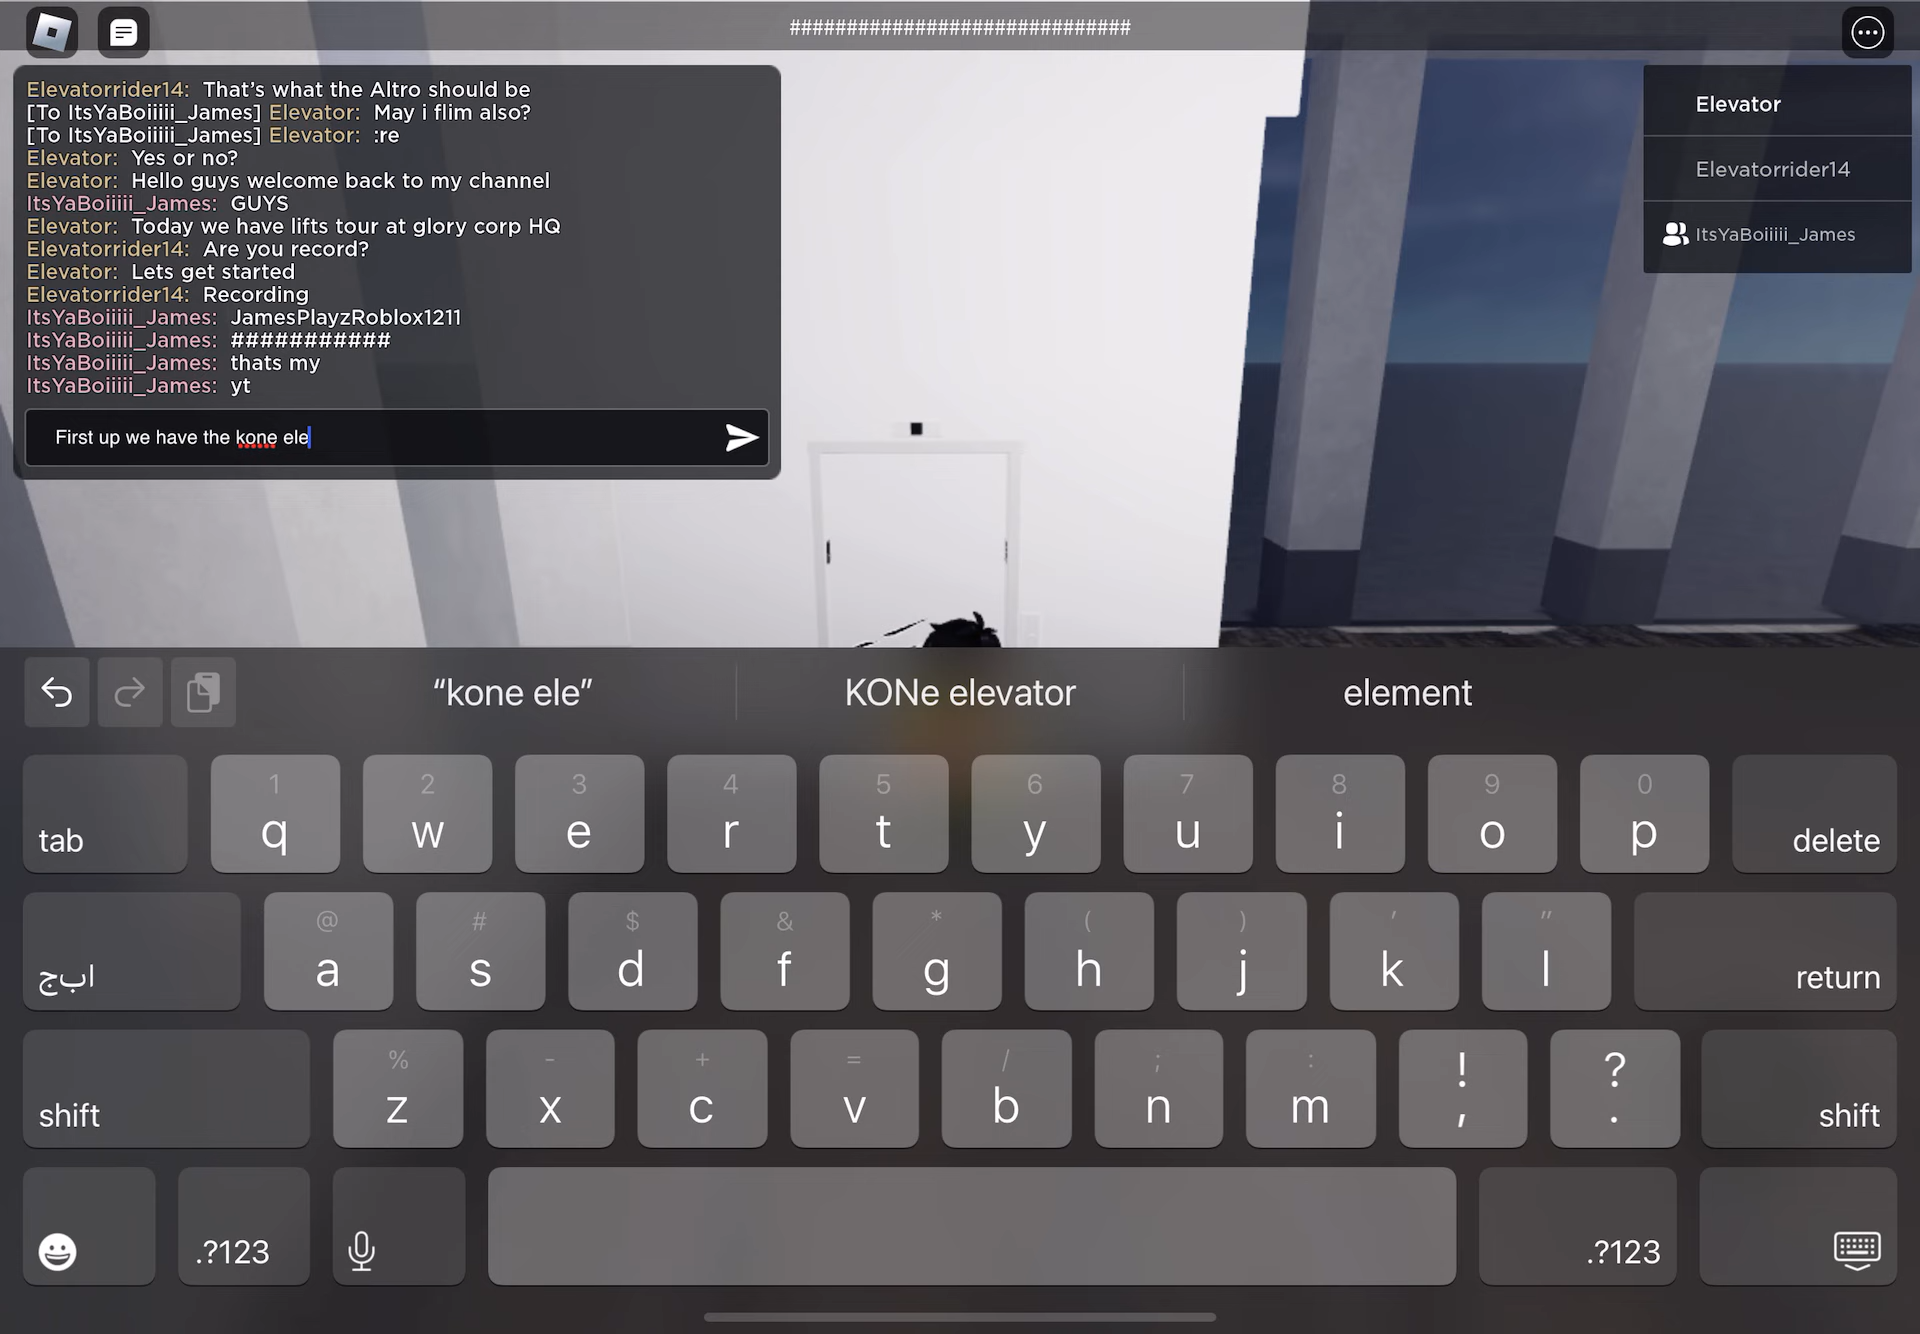 ##############################
Elevatorrider14: That's what the Altro should be
[To ItsYaBoiiiii_James] Elevator: May i flim also?
[To ItsYaBoiiiii_James] Elevator: :re
Elevator: Yes or no?
Elevator: Hello guys welcome back to my channel
ItsYaBoiiiii_James: GUYS
Elevator: Today we have lifts tour at glory corp HQ
Elevatorrider14: Are you record?
Elevator: Lets get started
Elevatorrider14: Recording
ItsYaBoiiiii_James: JamesPlayzRoblox1211
ItsYaBoiiiii_James: ###########
ItsYaBoiiiii_James: thats my
ItsYaBoiiiii_James: yt
First up we have the kone ele
Elevator
Elevatorrider14
ItsYaBoiiiii_James
“kone ele” KONe elevator element
1 2 3 4 5 6 7 8 9 0
tab q w e r t y u i o p delete
@ # $ & * ( ) ' "
ابج a s d f g h j k l return
% - + = / ; : ! ?
shift z x c v b n m , . shift
.?123 .?123